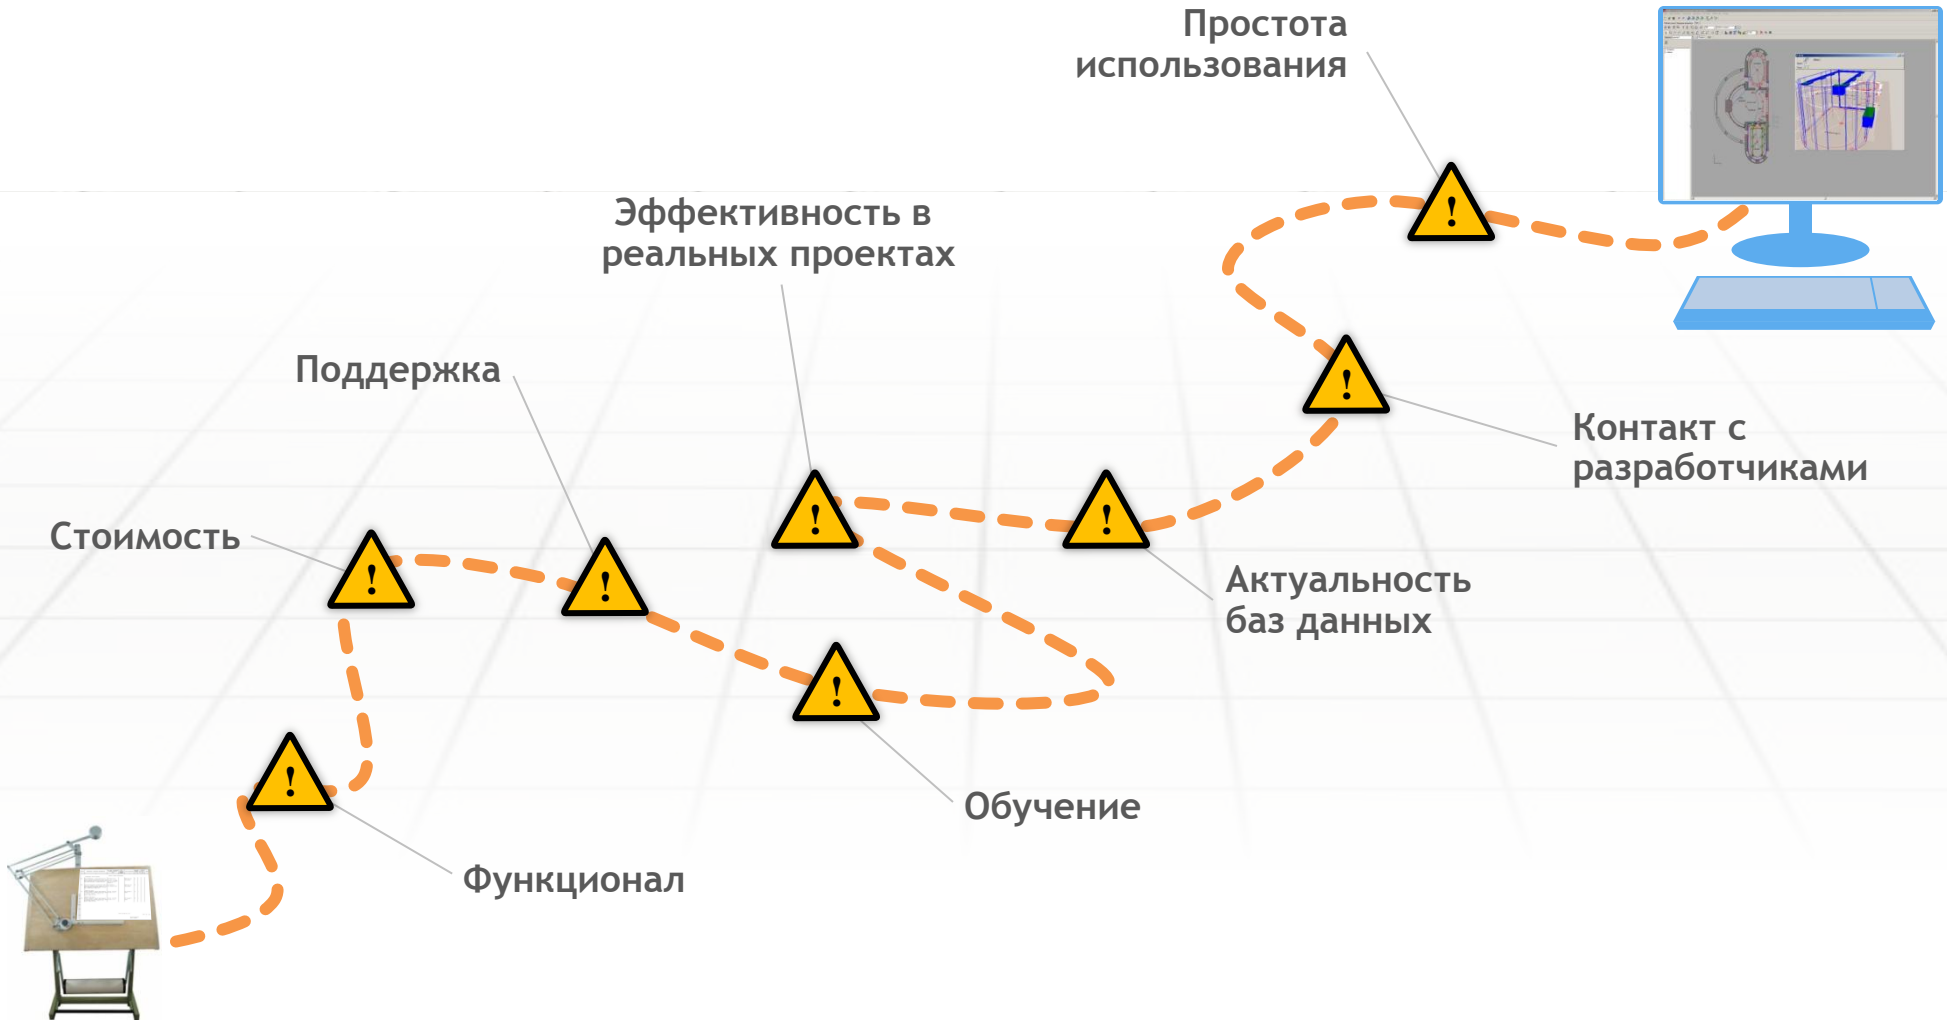 Простота
использования
Эффективность в
реальных проектах
Поддержка
Контакт с
разработчиками
Стоимость
Актуальность
баз данных
Обучение
Функционал
!
!
!
!
!
!
!
!